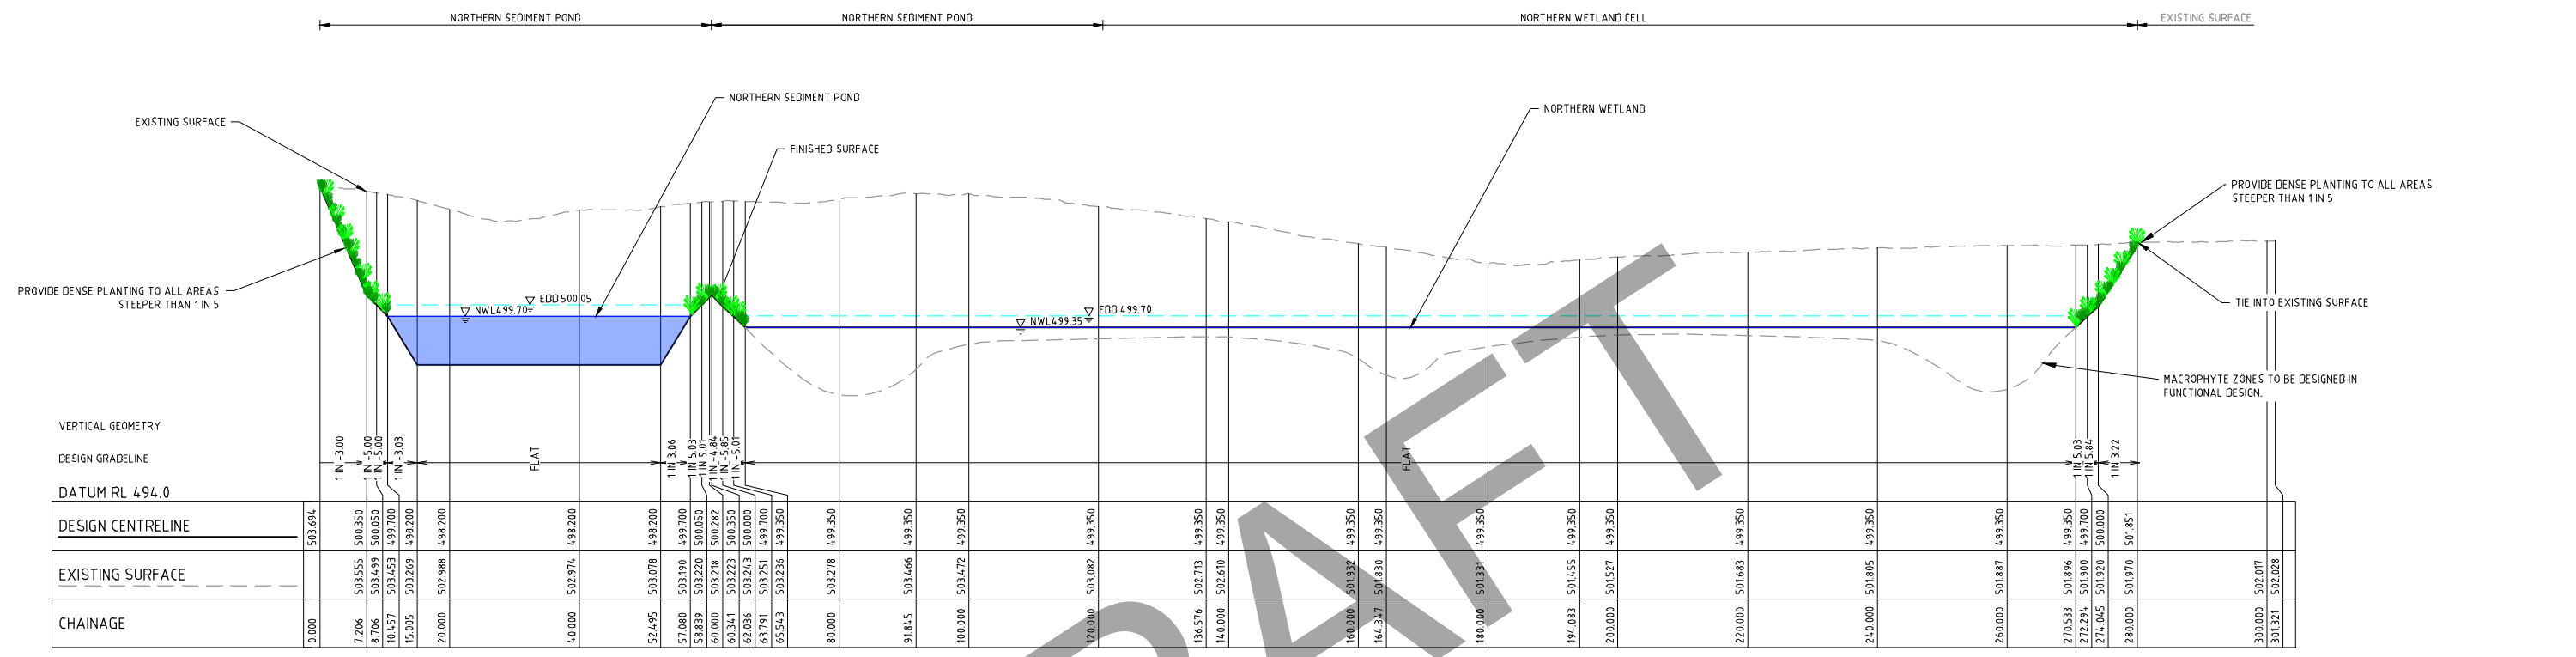 NORTHERN SEDIMENT POND
NORTHERN SEDIMENT POND
NORTHERN WETLAND CELL
EXISTING SURFACE
NORTHERN SEDIMENT POND
NORTHERN WETLAND
EXISTING SURFACE
FINISHED SURFACE
PROVIDE DENSE PLANTING TO ALL AREAS
STEEPER THAN 1 IN 5
PROVIDE DENSE PLANTING TO ALL AREAS
STEEPER THAN 1 IN 5
EDD 500.05
NWL499.70
EDD 499.70
NWL499.35
TIE INTO EXISTING SURFACE
MACROPHYTE ZONES TO BE DESIGNED IN
FUNCTIONAL DESIGN.
VERTICAL GEOMETRY
DESIGN GRADELINE
1 IN -3.00
1 IN -5.00
1 IN -5.00
1 IN -3.03
FLAT
1 IN 3.06
1 IN 5.03
1 IN 5.01
1 IN -4.84
1 IN -5.85
1 IN -5.01
FLAT
1 IN 5.03
1 IN 5.84
1 IN 3.22
DATUM RL 494.0
DESIGN CENTRELINE 503.694 500.350 500.050 499.700 498.200 498.200 498.200 498.200 499.700 500.050 500.282 500.350 500.000 499.700 499.350 499.350 499.350 499.350 499.350 499.350 499.350 499.350 499.350 499.350 499.350 499.350 499.350 499.350 499.350 499.350 499.700 500.000 501.851
EXISTING SURFACE 503.555 503.499 503.453 503.269 502.988 502.974 503.078 503.190 503.220 503.218 503.223 503.243 503.251 503.236 503.278 503.466 503.472 503.082 502.713 502.610 501.932 501.830 501.331 501.455 501.527 501.683 501.805 501.887 501.896 501.900 501.920 501.970 502.017 502.028
CHAINAGE 0.000 7.206 8.706 10.457 15.005 20.000 40.000 52.495 57.080 58.839 60.000 60.341 62.036 63.791 65.543 80.000 91.845 100.000 120.000 136.576 140.000 160.000 164.347 180.000 194.083 200.000 220.000 240.000 260.000 270.533 272.294 274.045 280.000 300.000 301.321
DRAFT